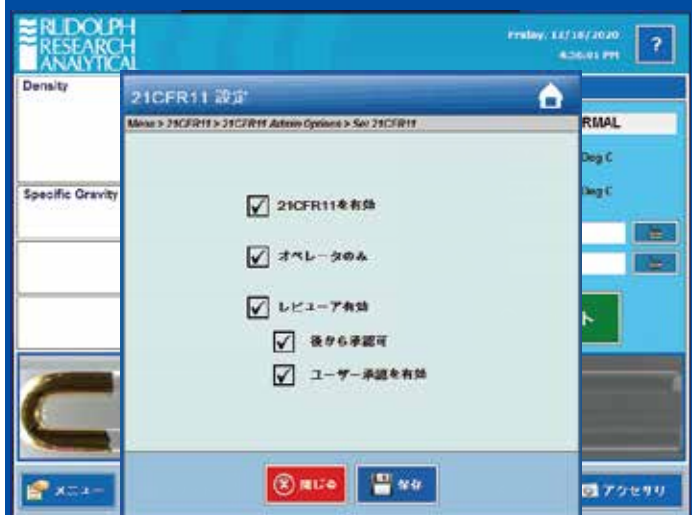 RUDOLPH
RESEARCH
ANALYTICAL
Friday, 12/18/2020
4:36:01 PM
?
Density
21CFR11 設定
Menu > 21CFR11 > 21CFR11 Admin Options > Set 21CFR11
RMAL
Deg C
Specific Gravity
Deg C
21CFR11を有効
オペレータのみ
レビューア有効
ト
後から承認可
ユーザー承認を有効
メニュー
閉じる
保存
アクセサリ